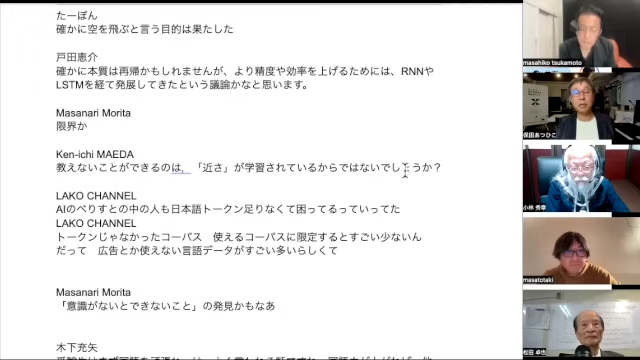 たーぼん
確かに空を飛ぶと言う目的は果たした
戸田恵介
確かに本質は再帰かもしれませんが、より精度や効率を上げるためには、RNNや
LSTMを経て発展してきたという議論かなと思います。
Masanari Morita
限界か
Ken-ichi MAEDA
教えないことができるのは,「近さ」が学習されているからではないでしょうか？
LAKO CHANNEL
AIのべりすとの中の人も日本語トークン足りなくて困ってるっていってた
LAKO CHANNEL
トークンじゃなかったコーパス　使えるコーパスに限定するとすごい少ないん
だって　広告とか使えない言語データがすごい多いらしくて
Masanari Morita
「意識がないとできないこと」の発見かもなあ
木下充矢
masahiko tsukamoto
保田あつひこ
小林 秀章
masatotaki
松田 卓也